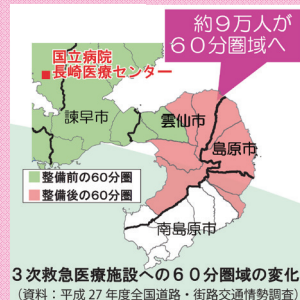 約9万人が
60分圏域へ
国立病院
長崎医療センター
諫早市
雲仙市
島原市
整備前の60分圏
整備後の60分圏
南島原市
3次救急医療施設への60分圏域の変化
（資料：平成27年度全国道路・街路交通情勢調査）